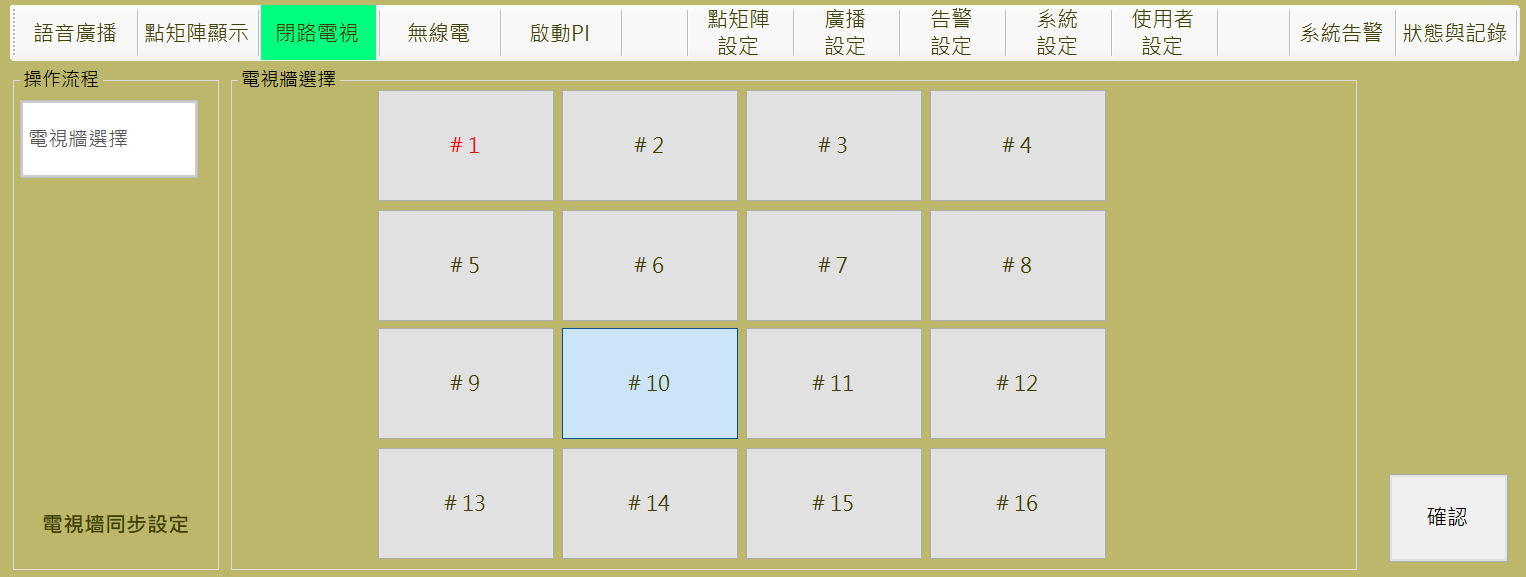 語音廣播
點矩陣顯示
閉路電視
無線電
啟動PI
點矩陣
設定
廣播
設定
告警
設定
系統
設定
使用者
設定
系統告警
狀態與記錄
操作流程
電視牆選擇
電視牆選擇
#1
#2
#3
#4
#5
#6
#7
#8
#9
#10
#11
#12
#13
#14
#15
#16
電視墻同步設定
確認